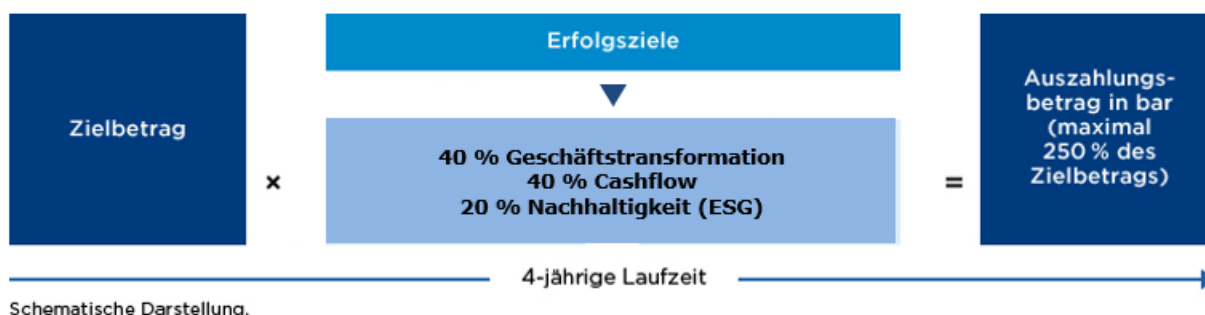 Zielbetrag
×
Erfolgsziele
40 % Geschäftstransformation
40 % Cashflow
20 % Nachhaltigkeit (ESG)
=
Auszahlungs-
betrag in bar
(maximal
250 % des
Zielbetrags)
4-jährige Laufzeit
Schematische Darstellung.